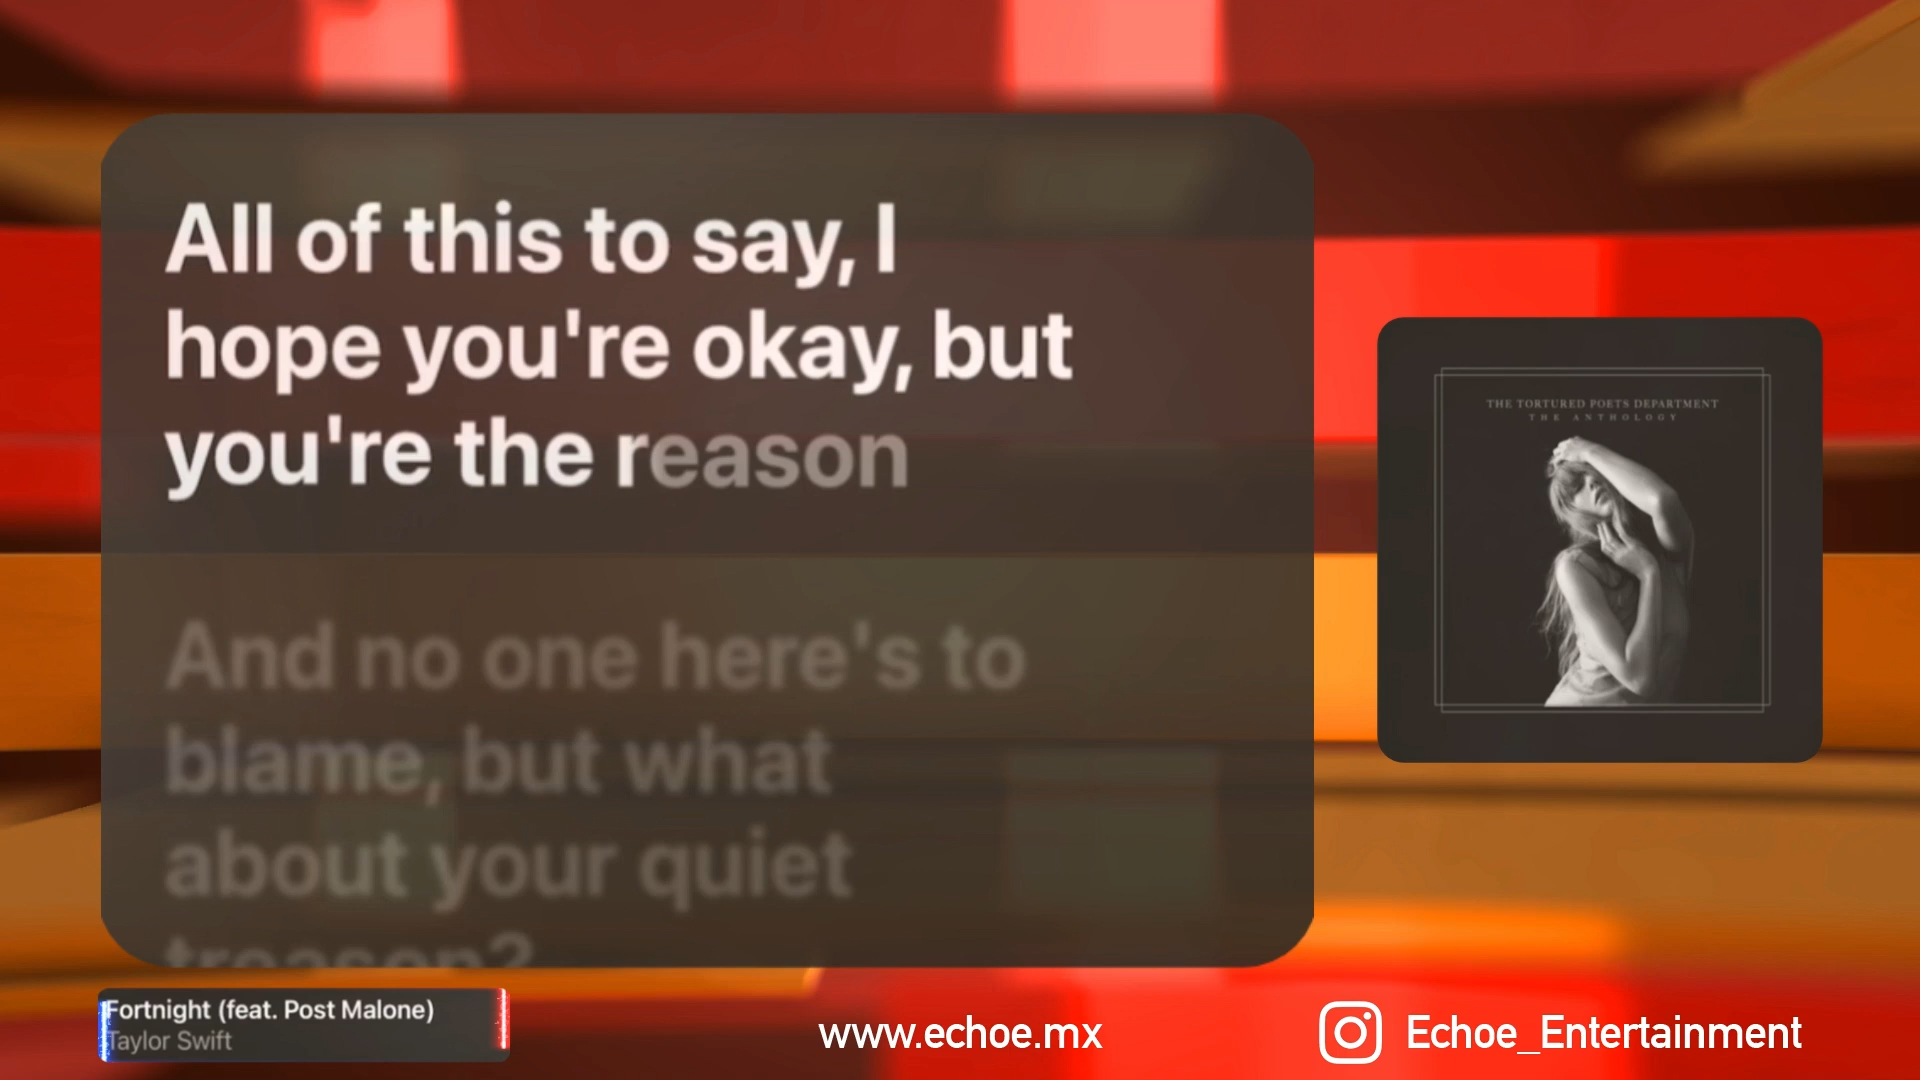 All of this to say, I
hope you're okay, but
you're the reason
And no one here's to
blame, but what
about your quiet
treason?
THE TORTURED POETS DEPARTMENT
THE ANTHOLOGY
Fortnight (feat. Post Malone)
Taylor Swift
www.echoe.mx
Echoe_Entertainment